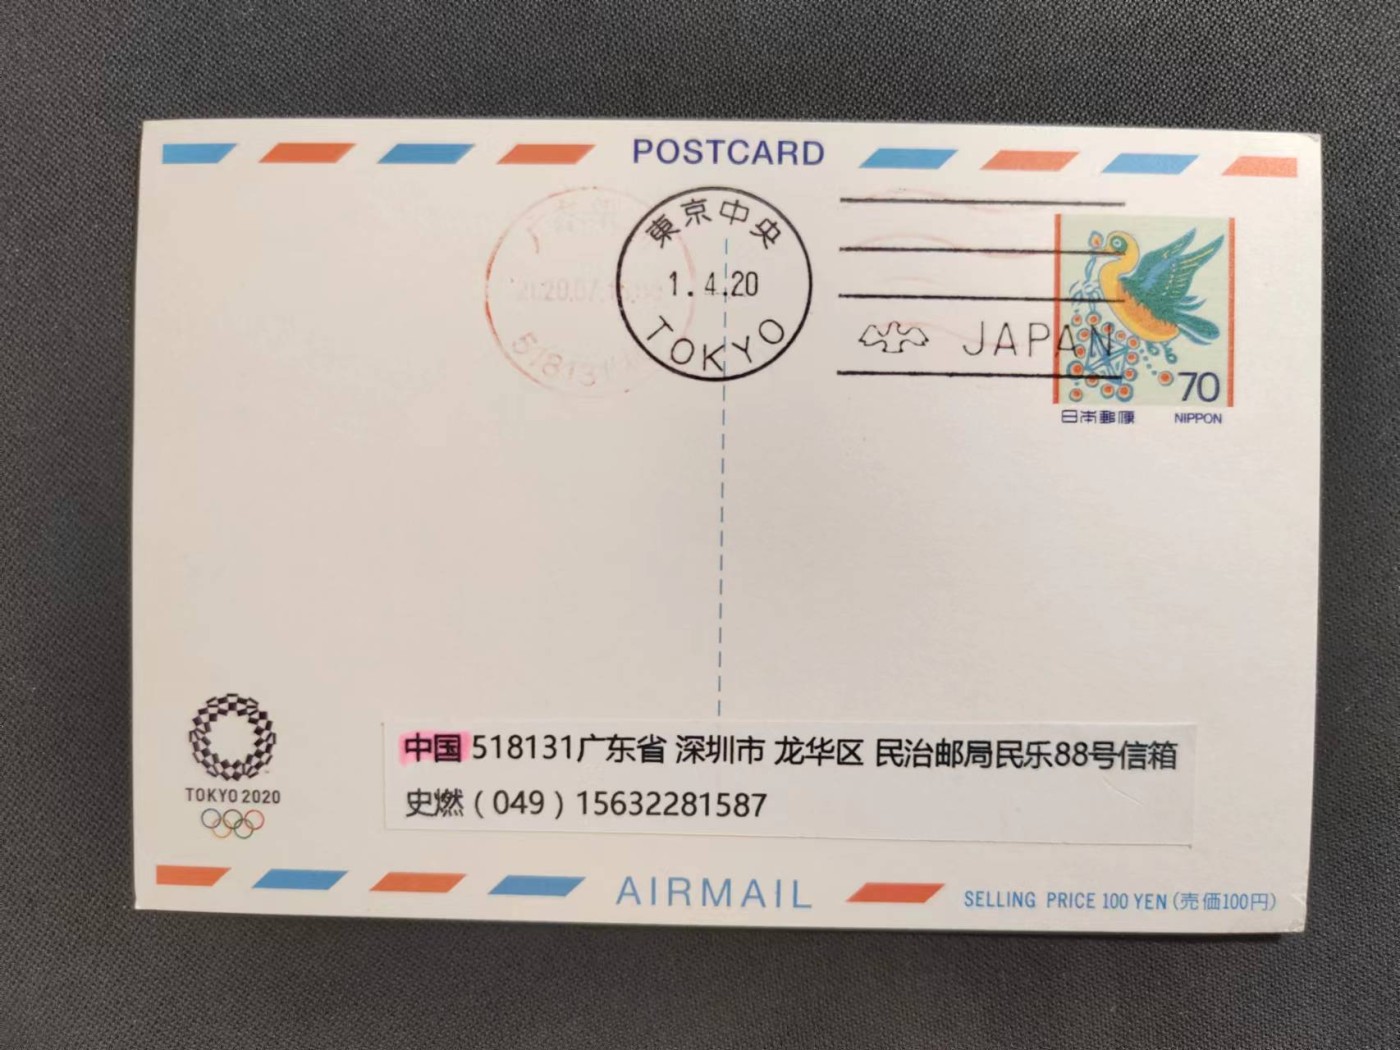 POSTCARD
東京中央
1.4.20
TOKYO
518131
JAPAN
70
日本郵便 NIPPON
TOKYO 2020
中国 518131广东省 深圳市 龙华区 民治邮局民乐88号信箱
史燃（049）15632281587
AIRMAIL
SELLING PRICE 100 YEN (売価100円)